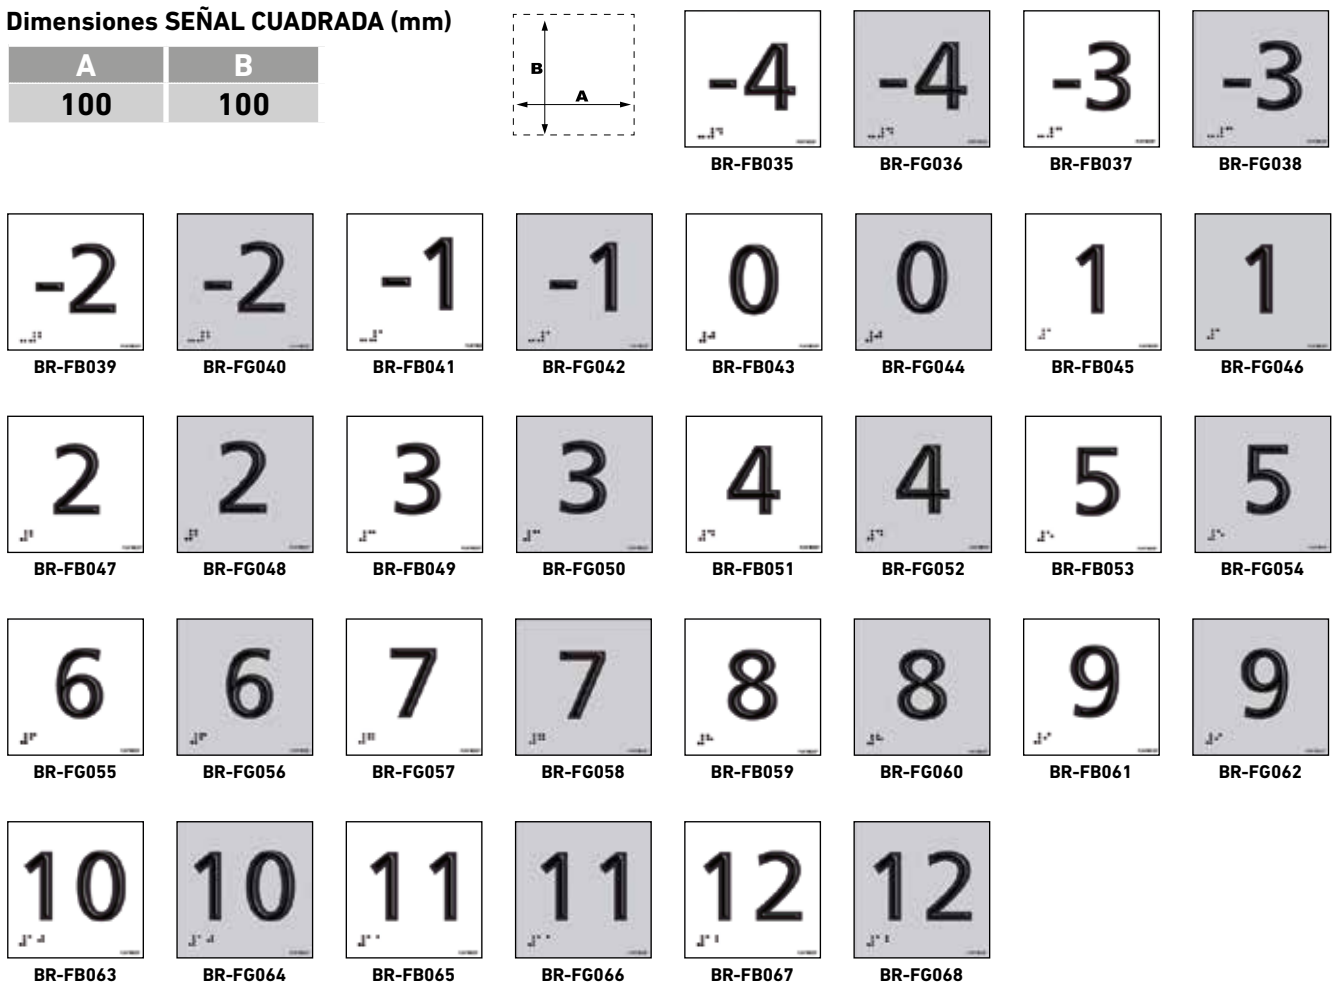 Dimensiones SEÑAL CUADRADA (mm)
A B
100 100
B
A
-4 -4 -3 -3
BR-FB035 BR-FG036 BR-FB037 BR-FG038
-2 -2 -1 -1 0 0 1 1
BR-FB039 BR-FG040 BR-FB041 BR-FG042 BR-FB043 BR-FG044 BR-FB045 BR-FG046
2 2 3 3 4 4 5 5
BR-FB047 BR-FG048 BR-FB049 BR-FG050 BR-FB051 BR-FG052 BR-FB053 BR-FG054
6 6 7 7 8 8 9 9
BR-FG055 BR-FG056 BR-FG057 BR-FG058 BR-FB059 BR-FG060 BR-FB061 BR-FG062
10 10 11 11 12 12
BR-FB063 BR-FG064 BR-FB065 BR-FG066 BR-FB067 BR-FG068